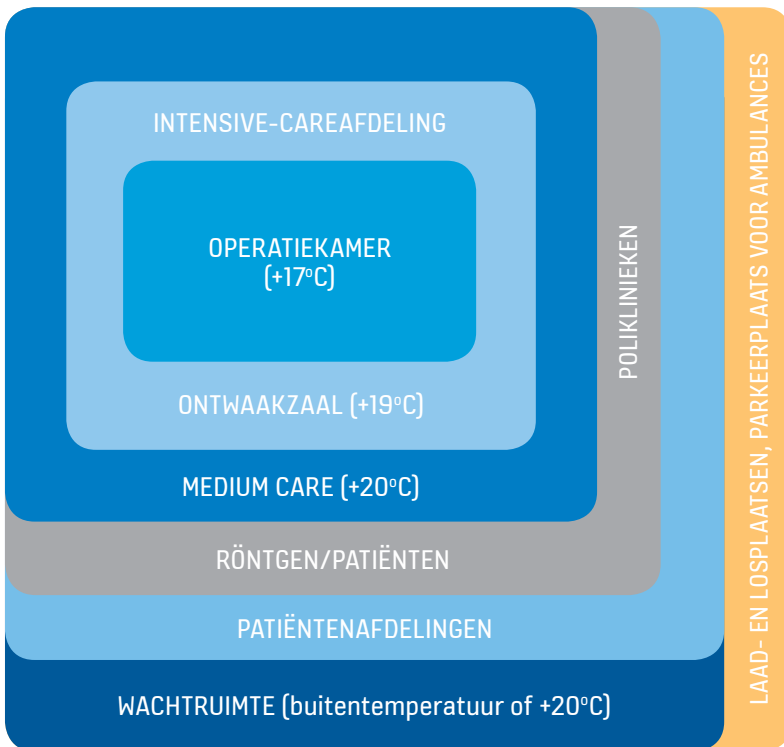 INTENSIVE-CAREAFDELING
OPERATIEKAMER
(+17°C)
ONTWAAKZAAL (+19°C)
MEDIUM CARE (+20°C)
RÖNTGEN/PATIËNTEN
PATIËNTENAFDELINGEN
WACHTRUIMTE (buitentemperatuur of +20°C)
POLIKLINIEKEN
LAAD- EN LOSPLAATSEN, PARKEERPLAATS VOOR AMBULANCES